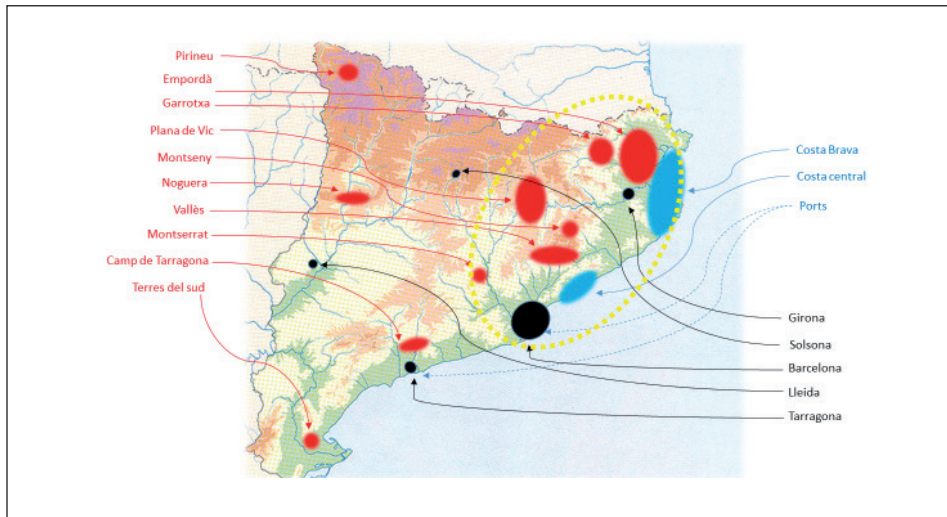 Pirineu
Empordà
Garrotxa
Plana de Vic
Montseny
Noguera
Vallès
Montserrat
Camp de Tarragona
Terres del sud
Costa Brava
Costa central
Ports
Girona
Solsona
Barcelona
Lleida
Tarragona